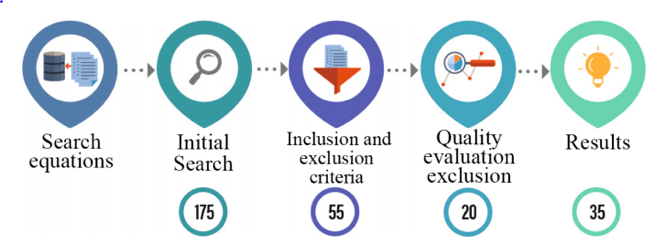 Search
equations
Initial
Search
Inclusion and
exclusion
criteria
Quality
evaluation
exclusion
Results
175
55
20
35